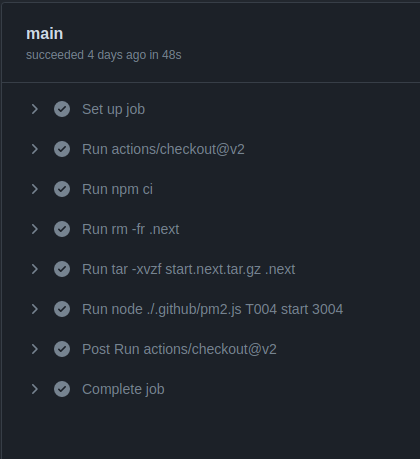 main
succeeded 4 days ago in 48s
Set up job
Run actions/checkout@v2
Run npm ci
Run rm -fr .next
Run tar -xvzf start.next.tar.gz .next
Run node ./.github/pm2.js T004 start 3004
Post Run actions/checkout@v2
Complete job